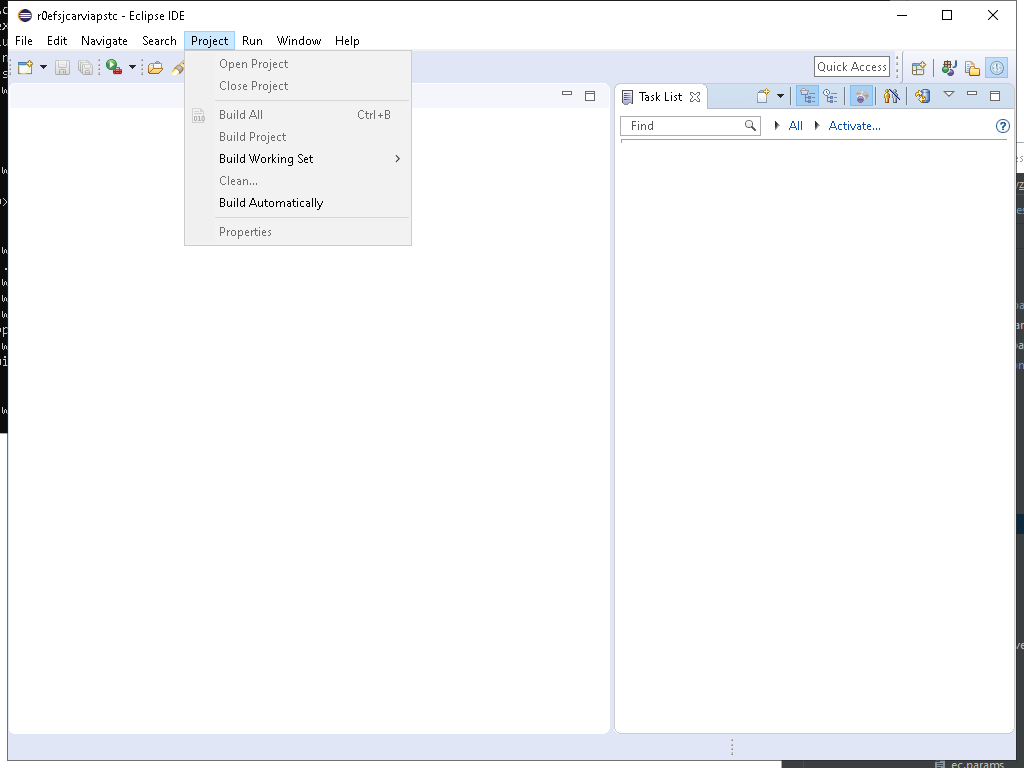 r0efsjcarviapstc - Eclipse IDE
File Edit Navigate Search Project Run Window Help
Quick Access
Open Project
Close Project
Build All Ctrl+B
Build Project
Build Working Set
Clean...
Build Automatically
Properties
Task List
Find All Activate...
ec.params